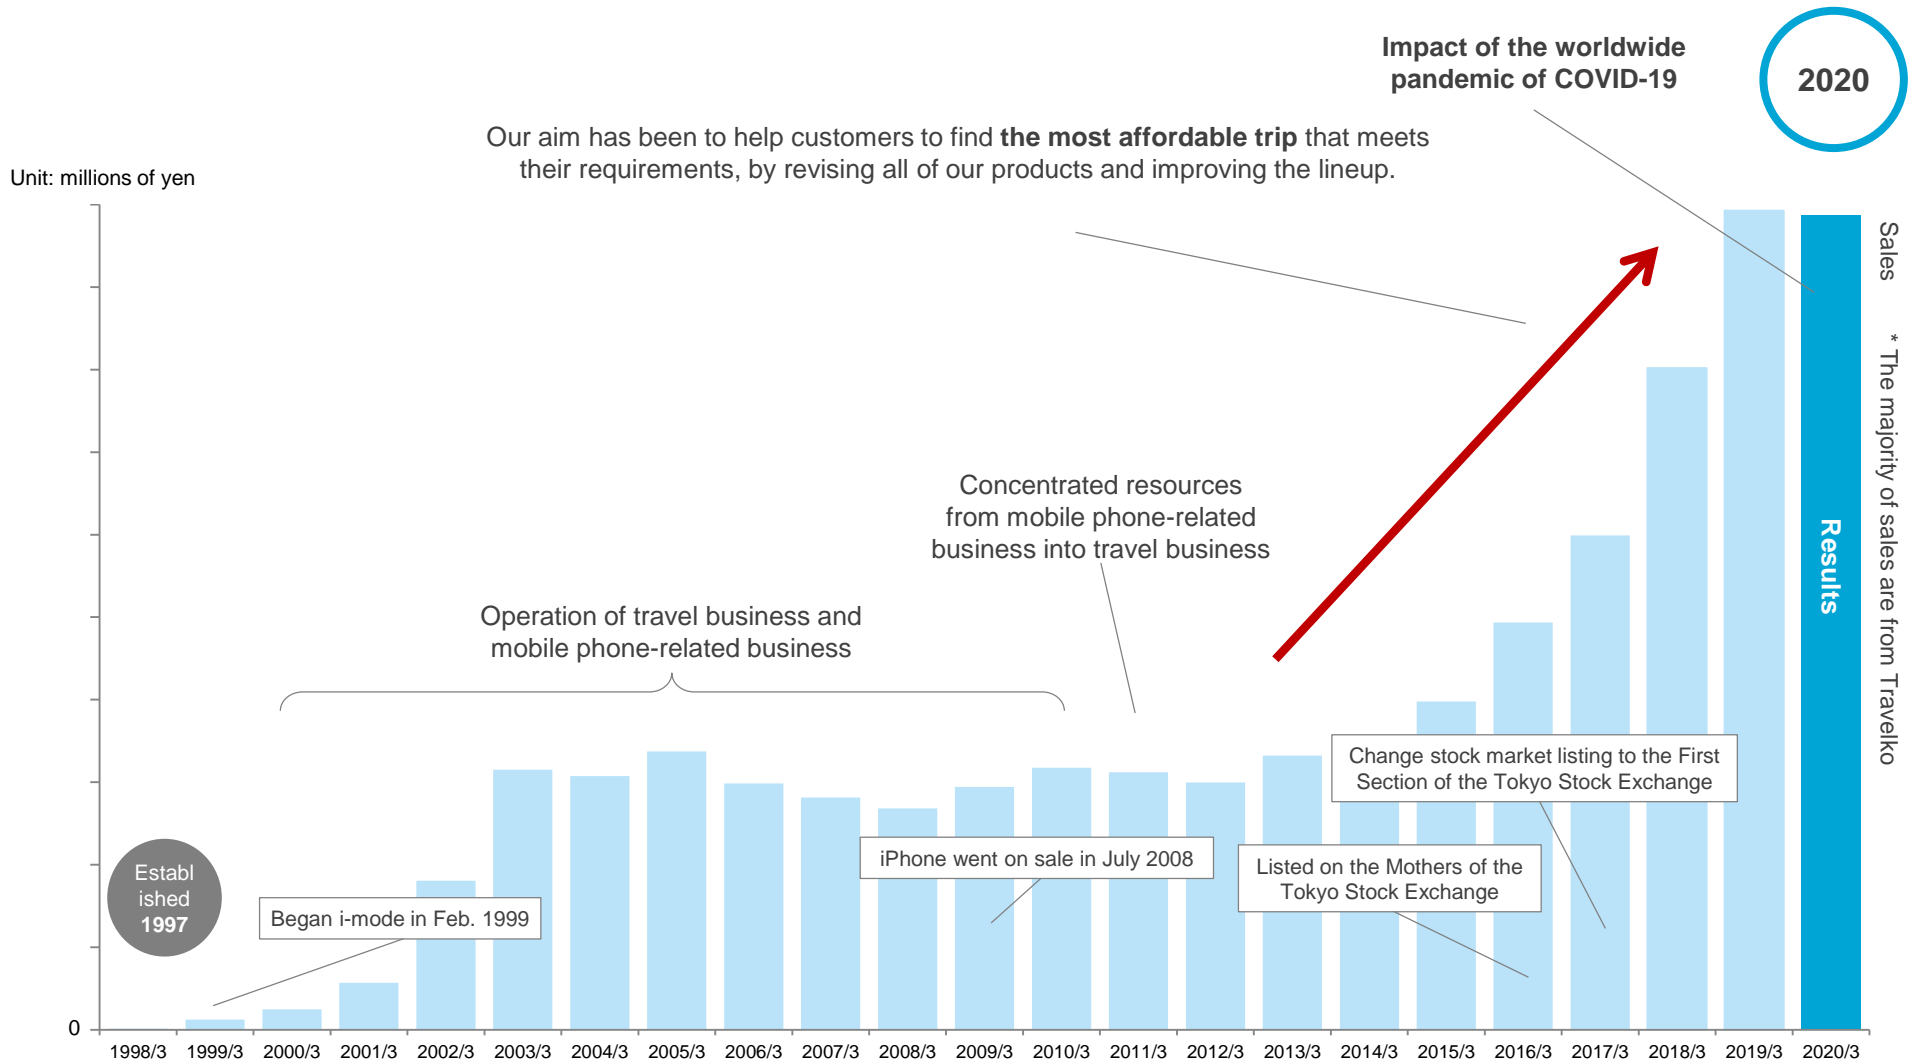 Impact of the worldwide
pandemic of COVID-19
2020
Our aim has been to help customers to find the most affordable trip that meets
their requirements, by revising all of our products and improving the lineup.
Unit: millions of yen
Sales * The majority of sales are from Travelko
Concentrated resources
from mobile phone-related
business into travel business
Results
Operation of travel business and
mobile phone-related business
Change stock market listing to the First
Section of the Tokyo Stock Exchange
iPhone went on sale in July 2008
Listed on the Mothers of the
Tokyo Stock Exchange
Establ
ished
1997
Began i-mode in Feb. 1999
0
1998/3 1999/3 2000/3 2001/3 2002/3 2003/3 2004/3 2005/3 2006/3 2007/3 2008/3 2009/3 2010/3 2011/3 2012/3 2013/3 2014/3 2015/3 2016/3 2017/3 2018/3 2019/3 2020/3